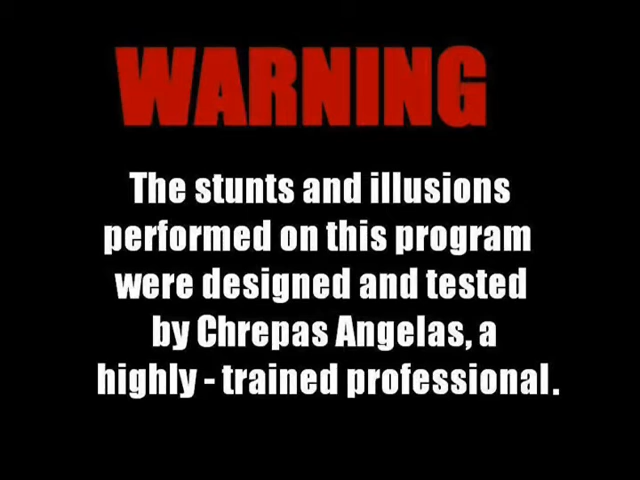 WARNING
The stunts and illusions
performed on this program
were designed and tested
by Chrepas Angelas, a
highly - trained professional.